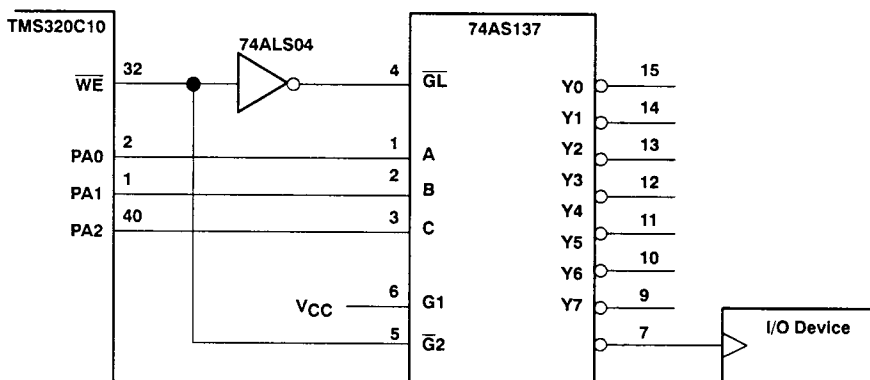 TMS320C10
74ALS04
74AS137
WE
32
4
GL
PA0
2
1
A
PA1
1
2
B
PA2
40
3
C
VCC
6
G1
5
G2
Y0
15
Y1
14
Y2
13
Y3
12
Y4
11
Y5
10
Y6
9
Y7
7
I/O Device